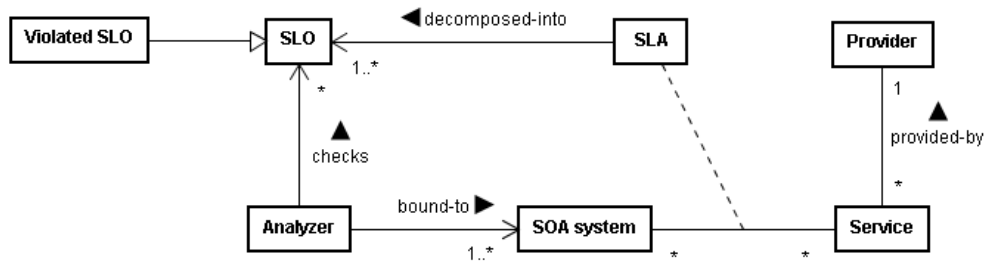 decomposed-into
Violated SLO
SLO
SLA
Provider
1..*
*
1
checks
provided-by
*
bound-to
Analyzer
SOA system
Service
1..*
*
*